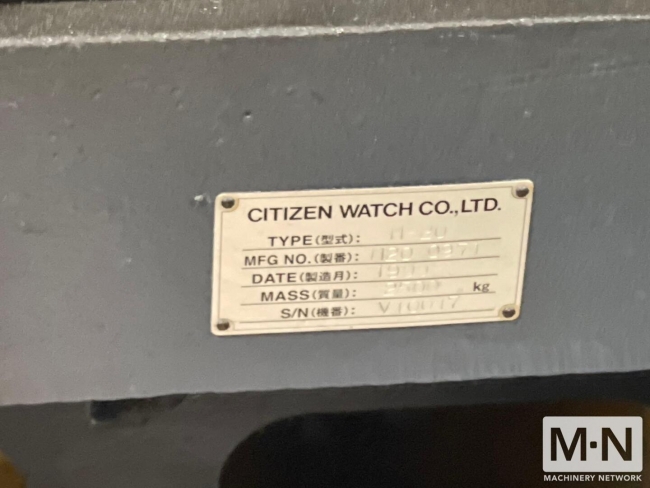 CITIZEN WATCH CO.,LTD.
TYPE(型式):
MFG NO.(製番):
DATE(製造月):
MASS(質量): kg
S/N(機番):
M·N
MACHINERY NETWORK